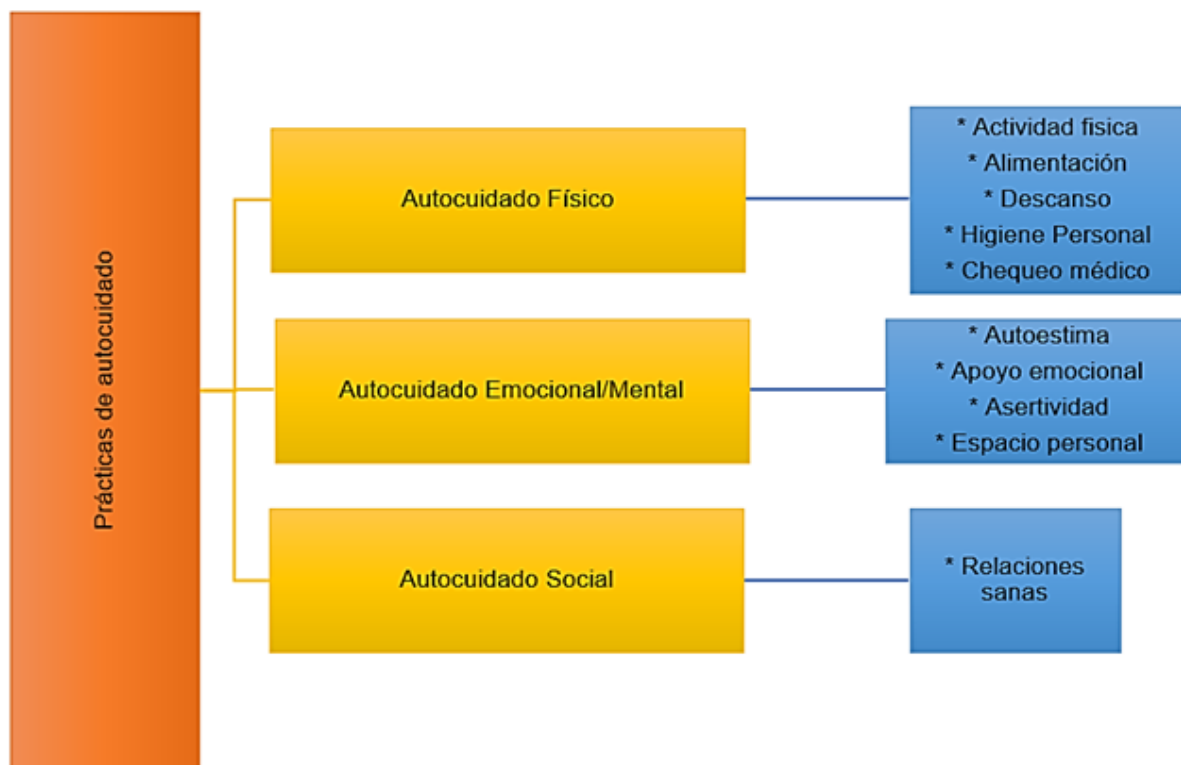 Prácticas de autocuidado
Autocuidado Físico
* Actividad fisica
* Alimentación
* Descanso
* Higiene Personal
* Chequeo médico
Autocuidado Emocional/Mental
* Autoestima
* Apoyo emocional
* Asertividad
* Espacio personal
Autocuidado Social
* Relaciones
sanas